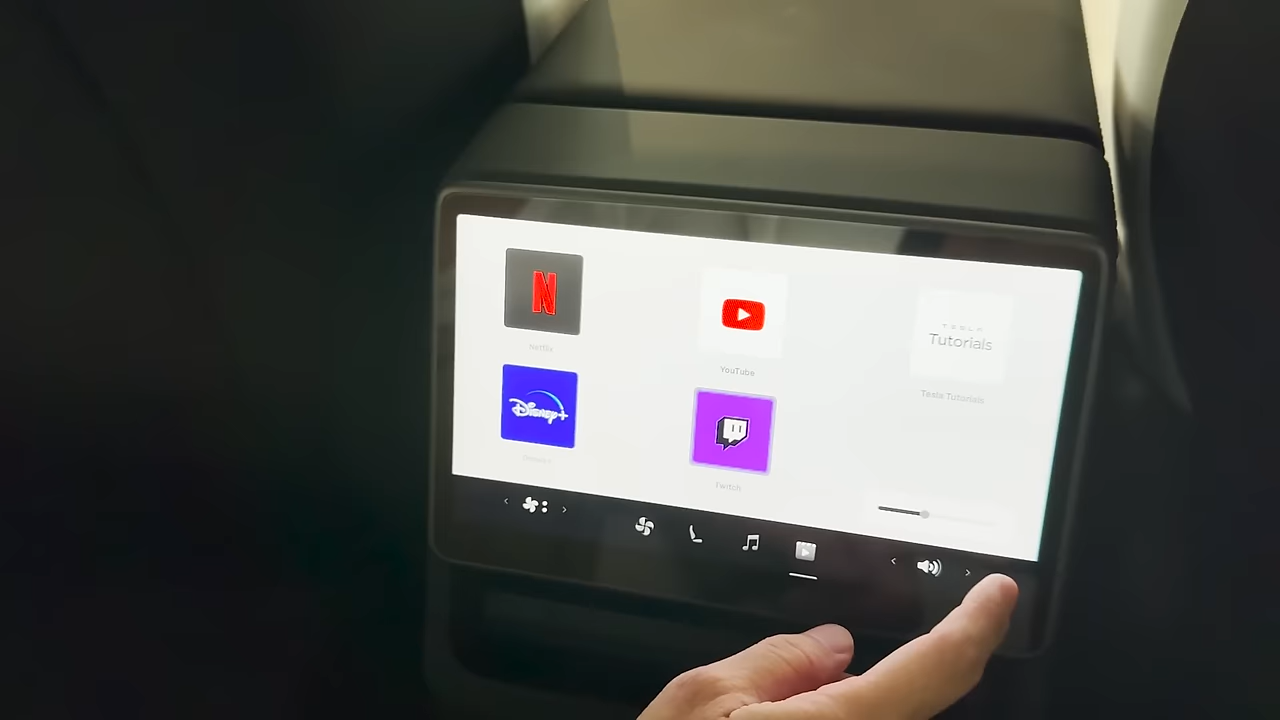 N
Netflix
YouTube
TESLA
Tutorials
Tesla Tutorials
Disney+
Twitch